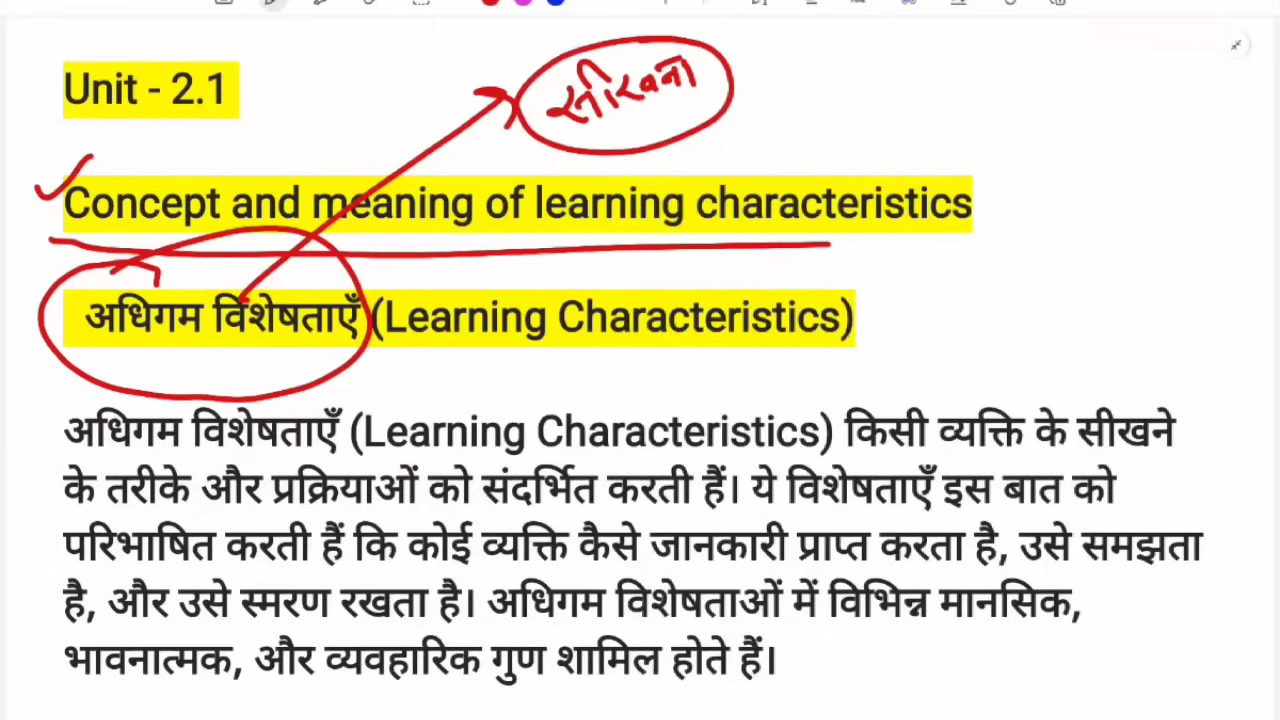 Unit - 2.1
सीखना
Concept and meaning of learning characteristics
अधिगम विशेषताएँ (Learning Characteristics)
अधिगम विशेषताएँ (Learning Characteristics) किसी व्यक्ति के सीखने
के तरीके और प्रक्रियाओं को संदर्भित करती हैं। ये विशेषताएँ इस बात को
परिभाषित करती हैं कि कोई व्यक्ति कैसे जानकारी प्राप्त करता है, उसे समझता
है, और उसे स्मरण रखता है। अधिगम विशेषताओं में विभिन्न मानसिक,
भावनात्मक, और व्यवहारिक गुण शामिल होते हैं।